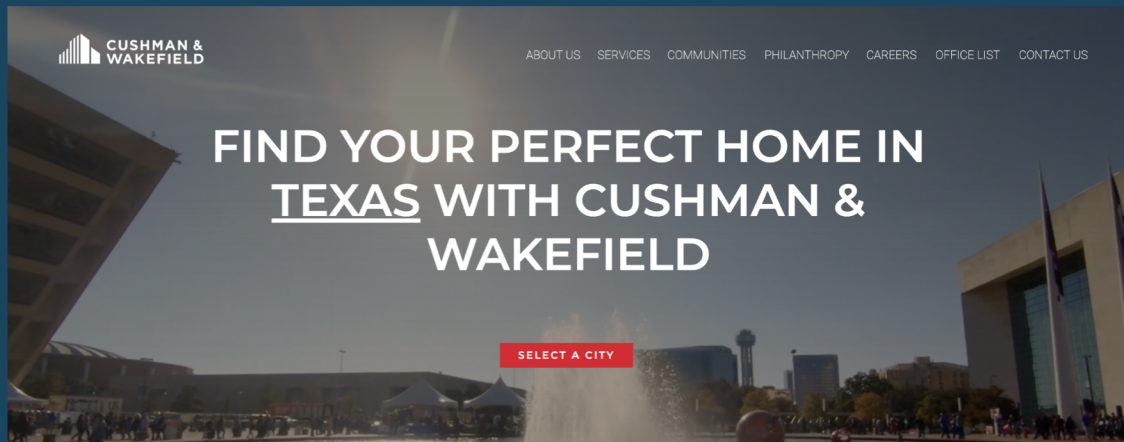 CUSHMAN &
WAKEFIELD
ABOUT US SERVICES COMMUNITIES PHILANTHROPY CAREERS OFFICE LIST CONTACT US
FIND YOUR PERFECT HOME IN
TEXAS WITH CUSHMAN &
WAKEFIELD
SELECT A CITY